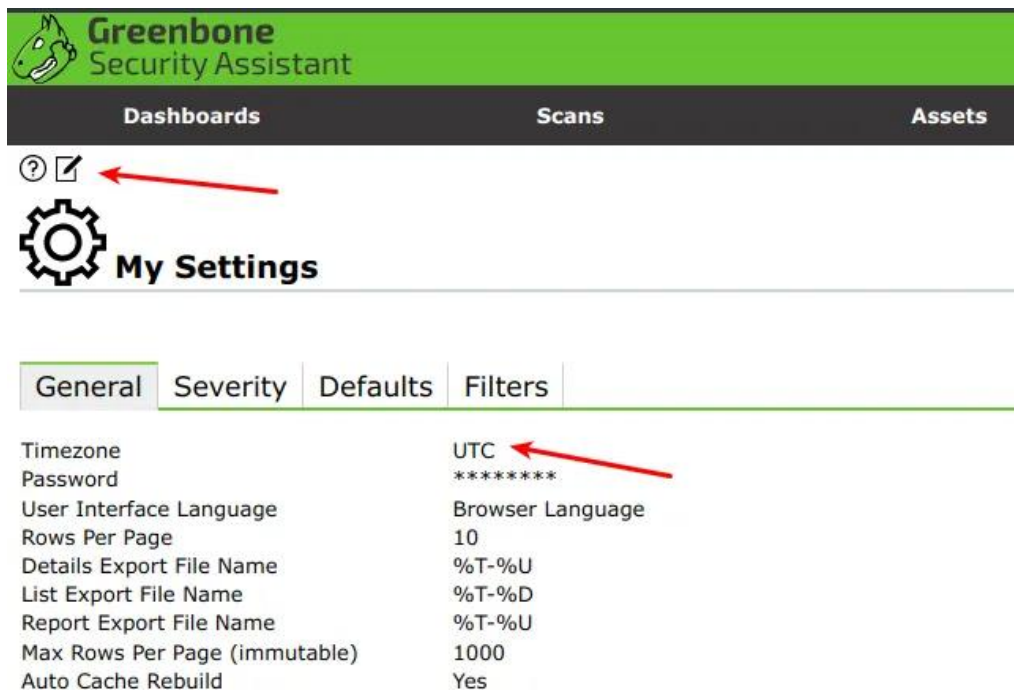 Greenbone
Security Assistant
Dashboards Scans Assets
?
My Settings
General Severity Defaults Filters
Timezone UTC
Password ********
User Interface Language Browser Language
Rows Per Page 10
Details Export File Name %T-%U
List Export File Name %T-%D
Report Export File Name %T-%U
Max Rows Per Page (immutable) 1000
Auto Cache Rebuild Yes